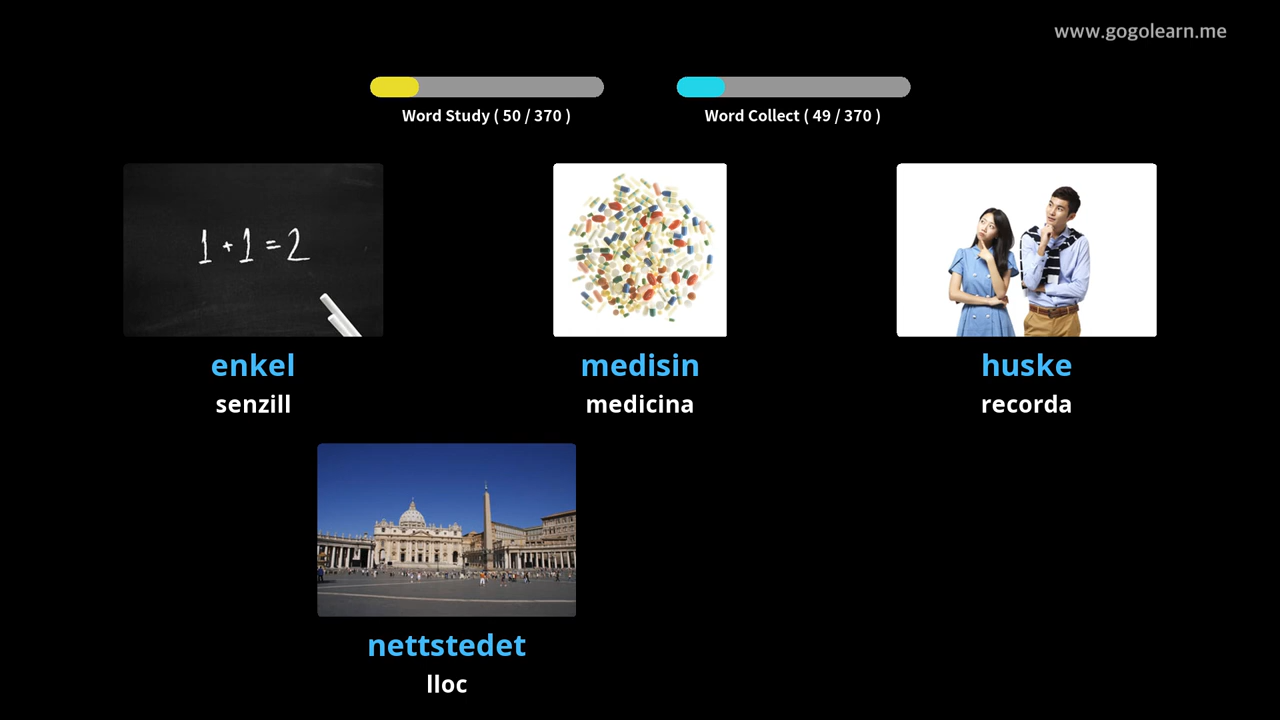 www.gogolearn.me
Word Study ( 50 / 370 )
Word Collect ( 49 / 370 )
1 + 1 = 2
enkel
medisin
huske
senzill
medicina
recorda
nettstedet
lloc